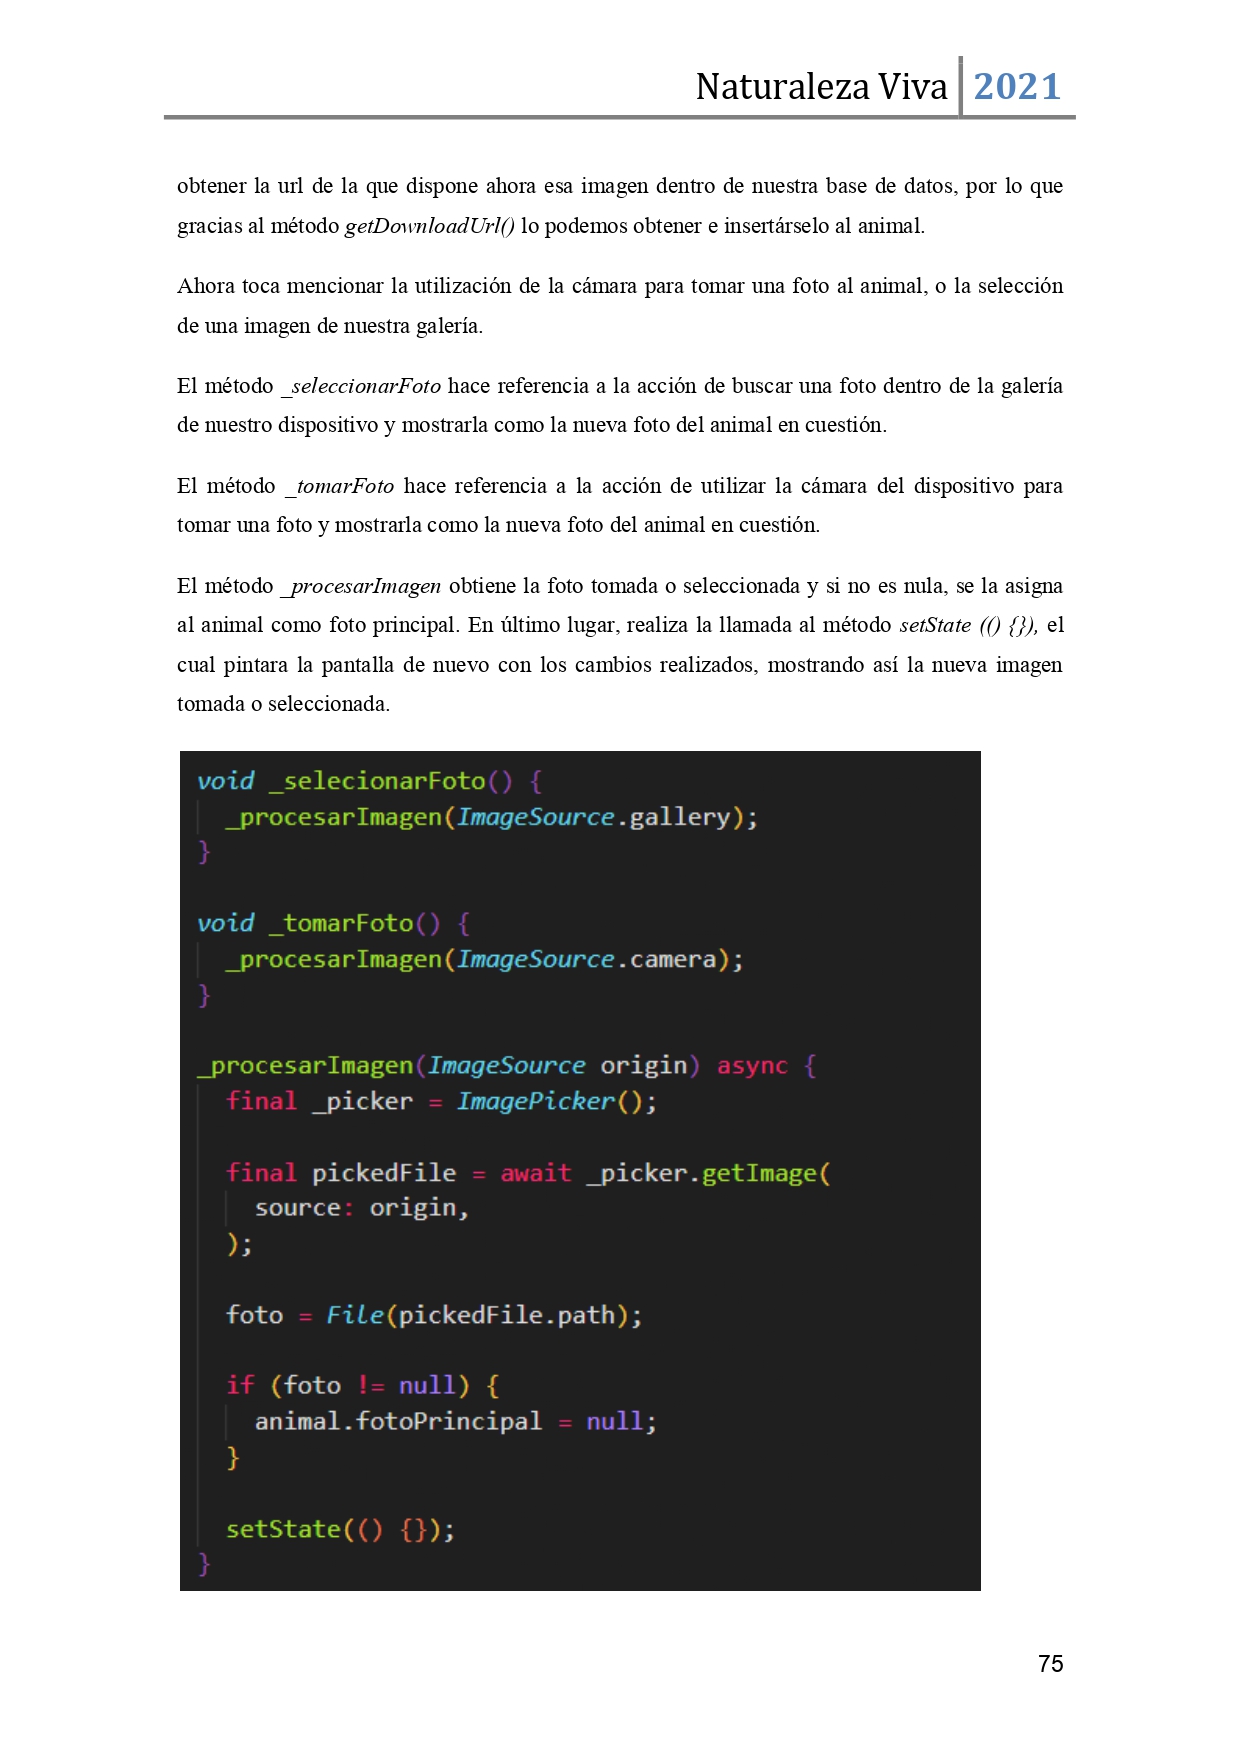 Naturaleza Viva 2021
obtener la url de la que dispone ahora esa imagen dentro de nuestra base de datos, por lo que
gracias al método getDownloadUrl() lo podemos obtener e insertárselo al animal.
Ahora toca mencionar la utilización de la cámara para tomar una foto al animal, o la selección
de una imagen de nuestra galería.
El método _seleccionarFoto hace referencia a la acción de buscar una foto dentro de la galería
de nuestro dispositivo y mostrarla como la nueva foto del animal en cuestión.
El método _tomarFoto hace referencia a la acción de utilizar la cámara del dispositivo para
tomar una foto y mostrarla como la nueva foto del animal en cuestión.
El método _procesarImagen obtiene la foto tomada o seleccionada y si no es nula, se la asigna
al animal como foto principal. En último lugar, realiza la llamada al método setState (() {}), el
cual pintara la pantalla de nuevo con los cambios realizados, mostrando así la nueva imagen
tomada o seleccionada.
void _selecionarFoto() {
  _procesarImagen(ImageSource.gallery);
}
void _tomarFoto() {
  _procesarImagen(ImageSource.camera);
}
_procesarImagen(ImageSource origin) async {
  final _picker = ImagePicker();
  final pickedFile = await _picker.getImage(
    source: origin,
  );
  foto = File(pickedFile.path);
  if (foto != null) {
    animal.fotoPrincipal = null;
  }
  setState(() {});
}
75